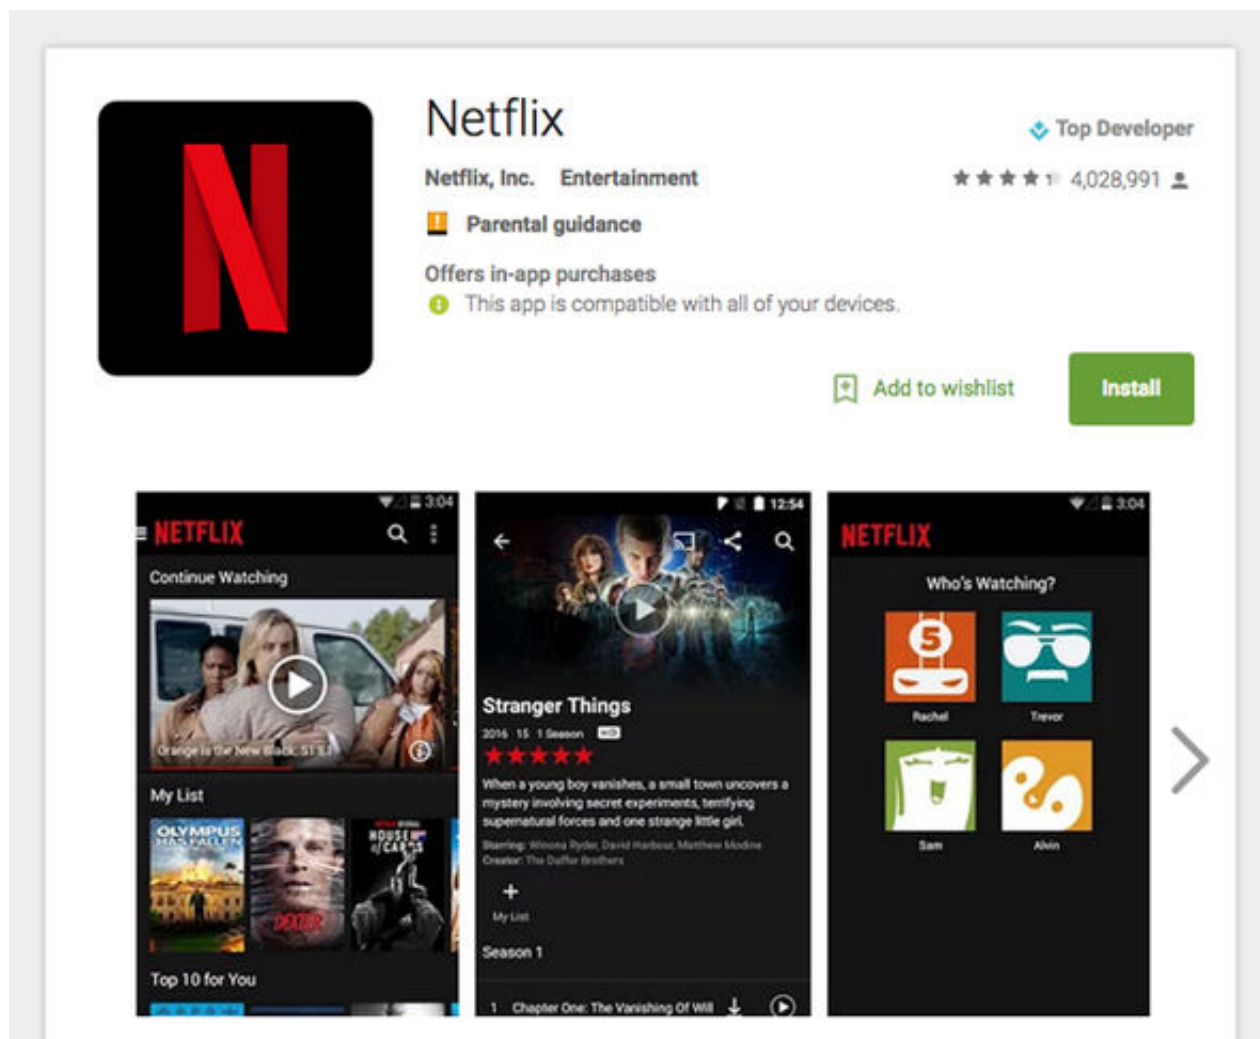 Netflix
Top Developer
Netflix, Inc. Entertainment
4,028,991
Parental guidance
Offers in-app purchases
This app is compatible with all of your devices.
Add to wishlist
Install
3:04
NETFLIX
Continue Watching
Orange Is the New Black: S1:E1
My List
OLYMPUS
HAS FALLEN
DEXTER
HOUSE
of CARDS
Top 10 for You
12:54
Stranger Things
2016 15 1 Season
When a young boy vanishes, a small town uncovers a
mystery involving secret experiments, terrifying
supernatural forces and one strange little girl.
Starring: Winona Ryder, David Harbour, Matthew Modine
Creator: The Duffer Brothers
My List
Season 1
1 Chapter One: The Vanishing Of Will
3:04
NETFLIX
Who's Watching?
5
Rachel
Trevor
Sam
Alvin